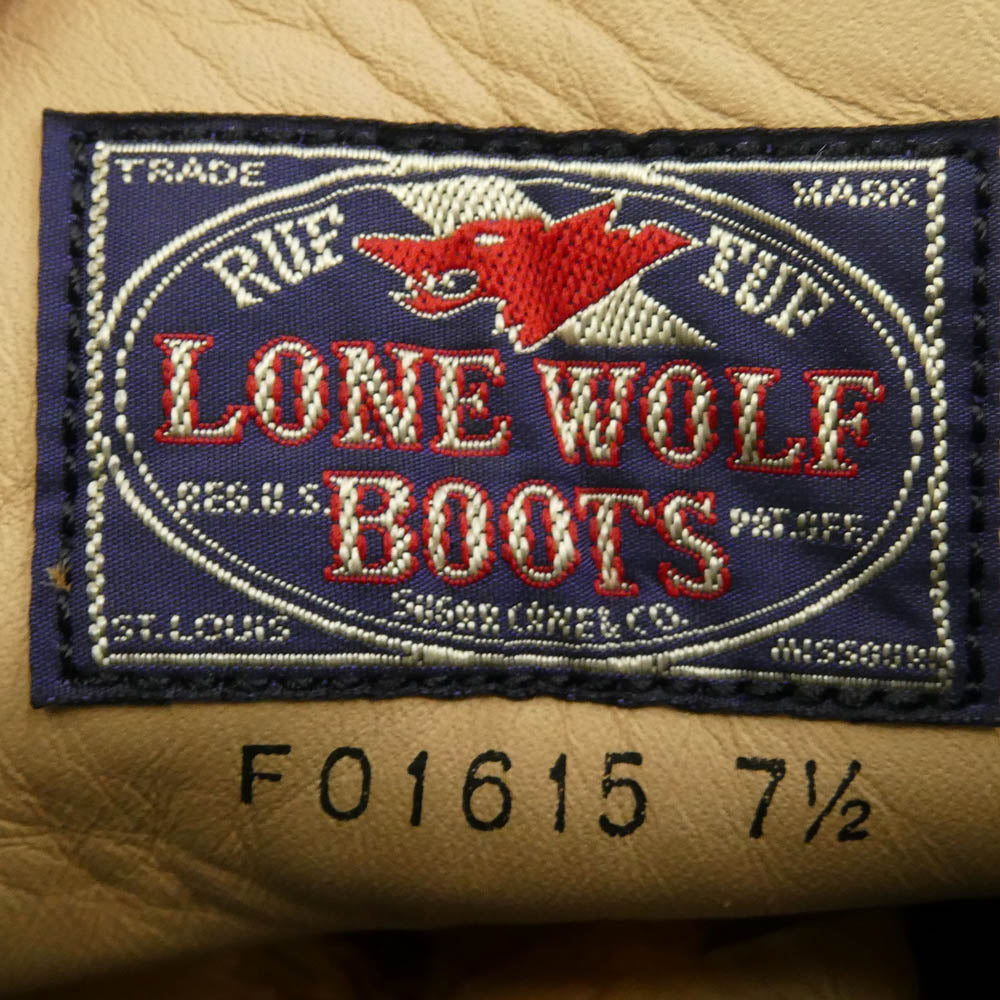 TRADE MARK
RUF TUF
LONE WOLF
REG.U.S BOOTS PAT.OFF.
SUGAR CANE & CO.
ST.LOUIS MISSOURI
F01615 7½